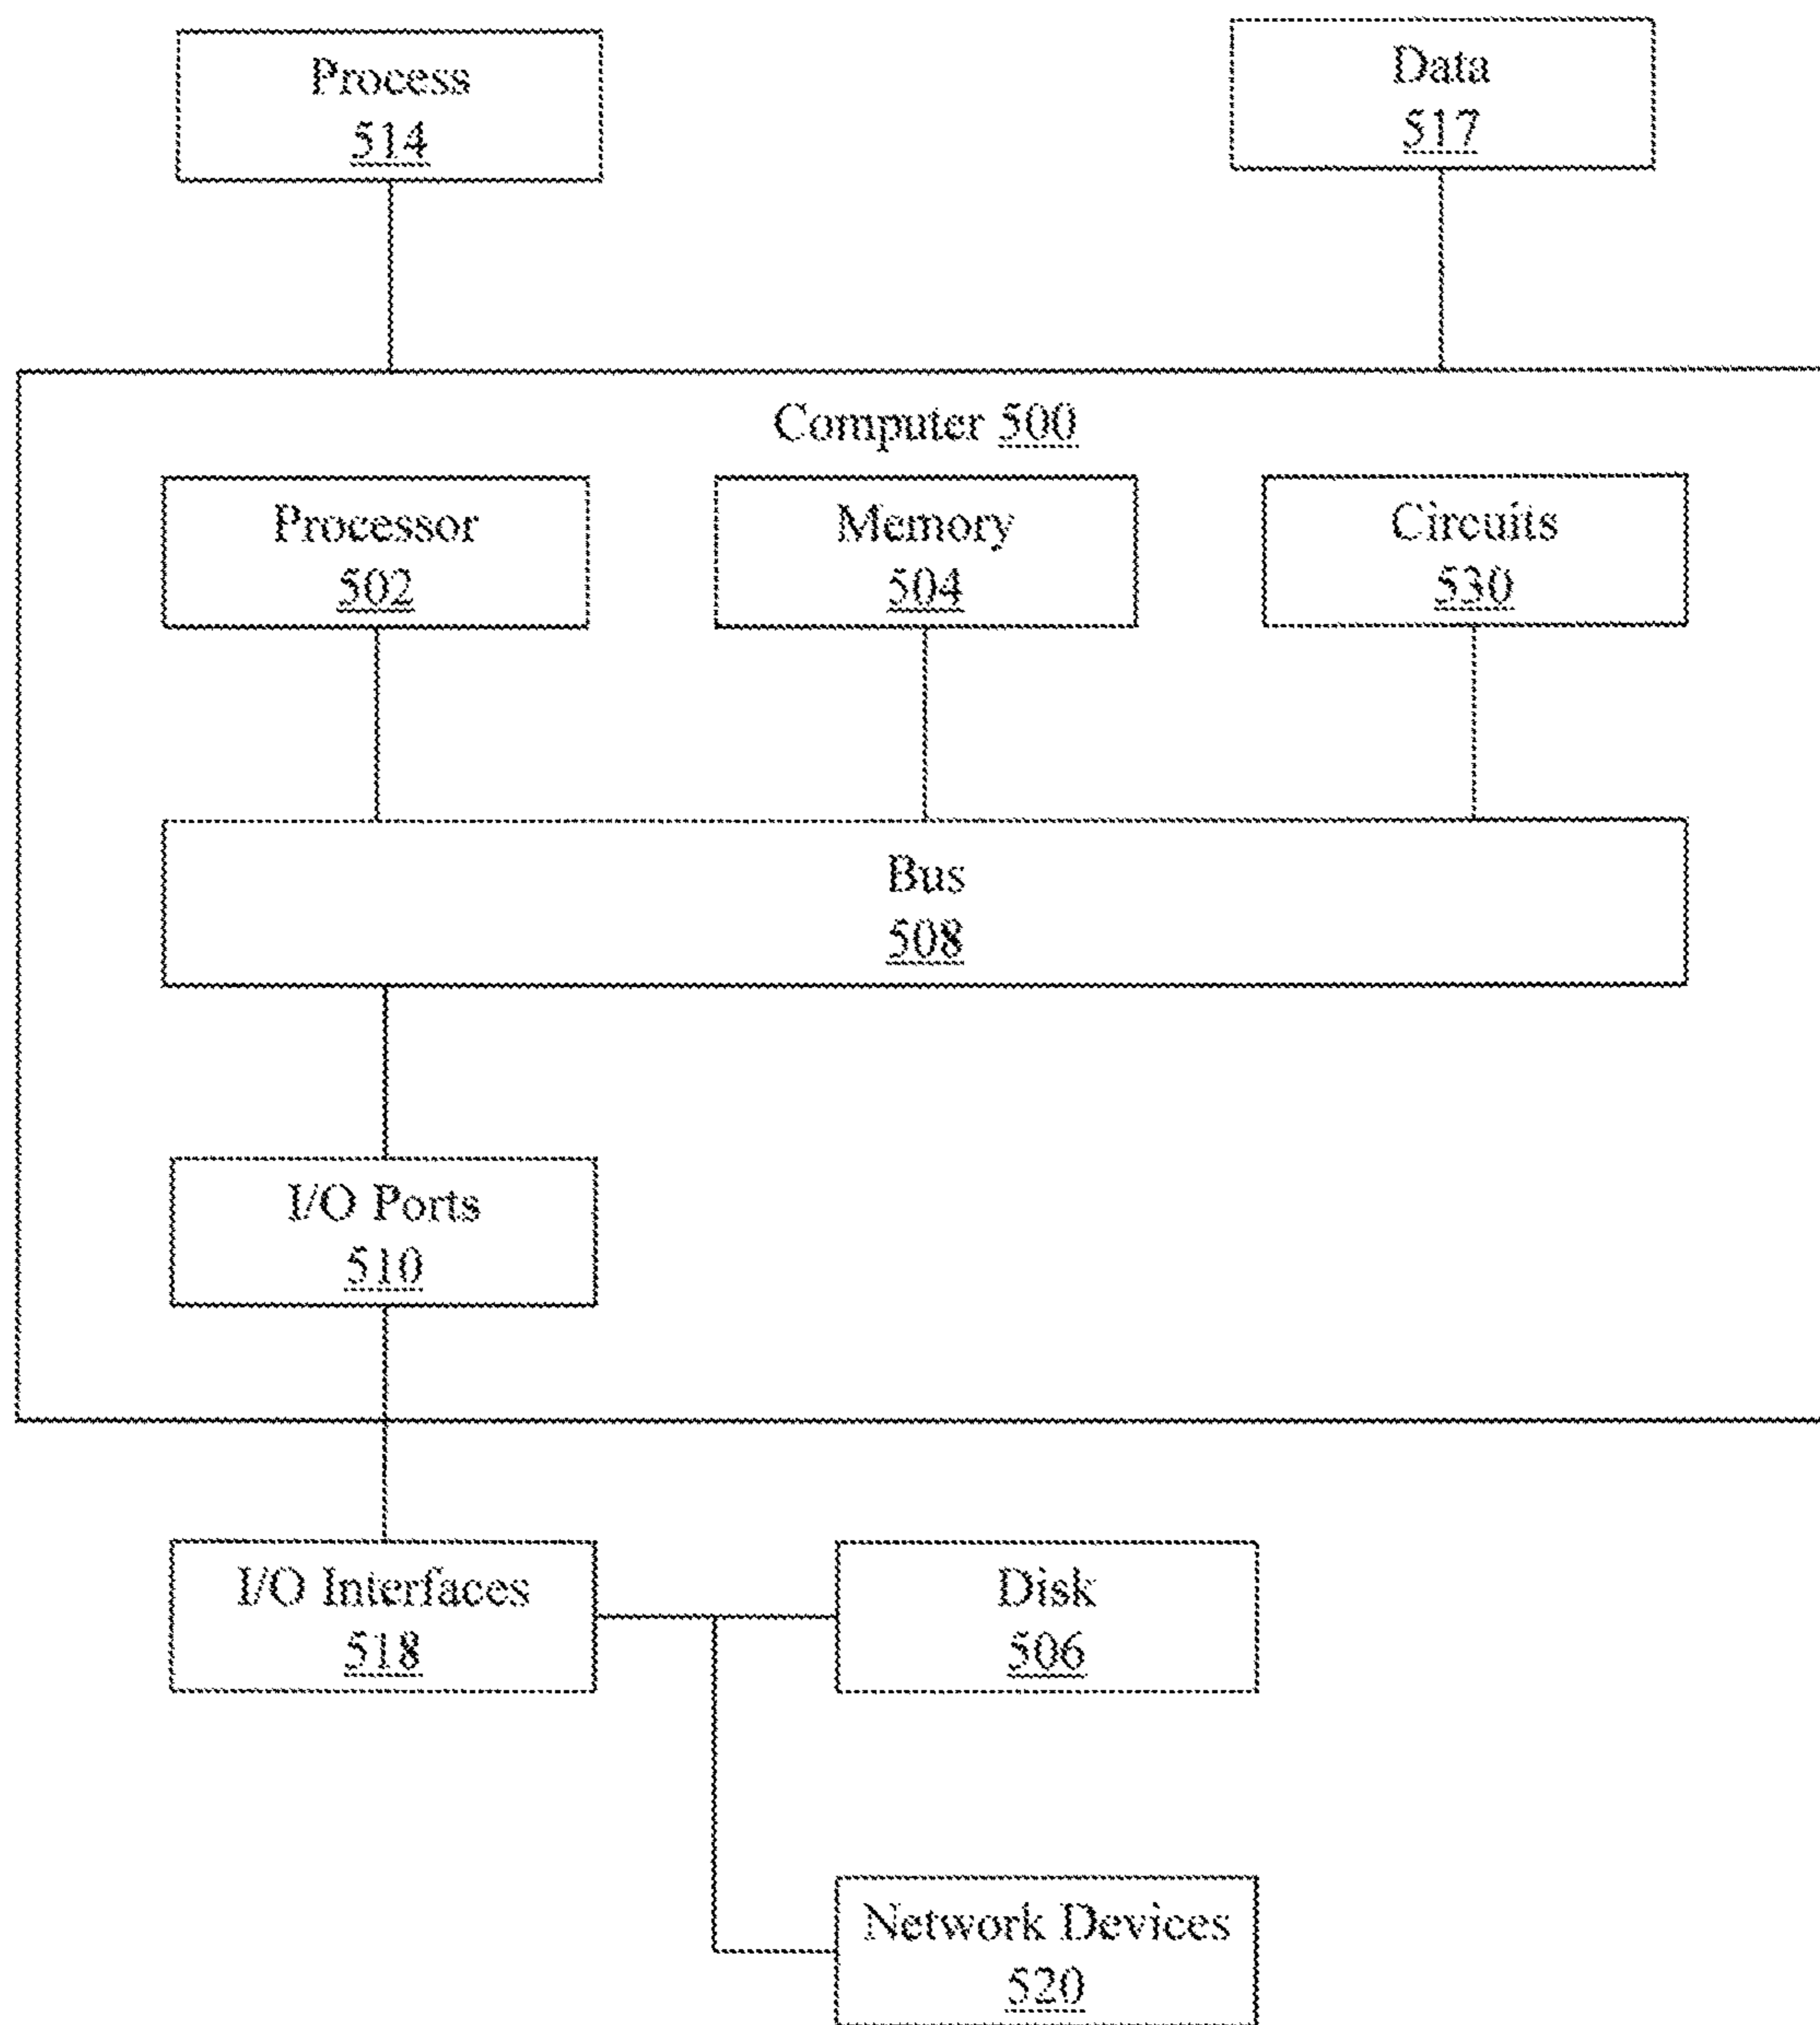 Process
514
Data
517
Computer 500
Processor
502
Memory
504
Circuits
530
Bus
508
I/O Ports
510
I/O Interfaces
518
Disk
506
Network Devices
520